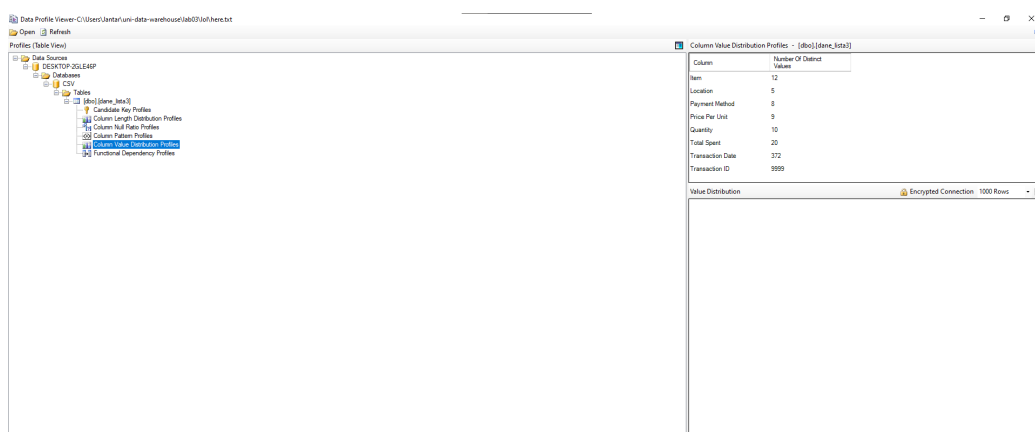 Data Profile Viewer-C:\Users\Jantar\uni-data-warehouse\lab03\lol\here.txt
Open Refresh
Profiles (Table View)
Data Sources
DESKTOP-2GLE46P
Databases
CSV
Tables
[dbo].[dane_lista3]
Candidate Key Profiles
Column Length Distribution Profiles
Column Null Ratio Profiles
Column Pattern Profiles
Column Value Distribution Profiles
Functional Dependency Profiles
Column Value Distribution Profiles - [dbo].[dane_lista3]
Column Number Of Distinct Values
Item 12
Location 5
Payment Method 8
Price Per Unit 9
Quantity 10
Total Spent 20
Transaction Date 372
Transaction ID 9999
Value Distribution Encrypted Connection 1000 Rows